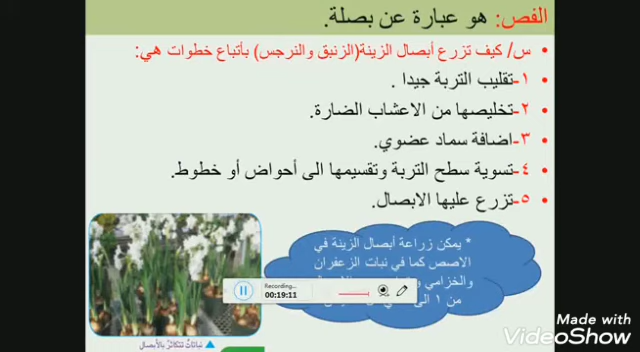 الفص: هو عبارة عن بصلة.
• س/ كيف تزرع أبصال الزينة(الزنبق والنرجس) بأتباع خطوات هي:
• ١-تقليب التربة جيدا .
• ٢-تخليصها من الاعشاب الضارة.
• ٣-اضافة سماد عضوي.
• ٤-تسوية سطح التربة وتقسيمها الى أحواض أو خطوط.
• ٥-تزرع عليها الابصال.
* يمكن زراعة أبصال الزينة في
الاصص كما في نبات الزعفران
والخزامي
من ١ الى
Recording...
00:19:11
نباتات تتكاثر بالأبصال
Made with
VideoShow